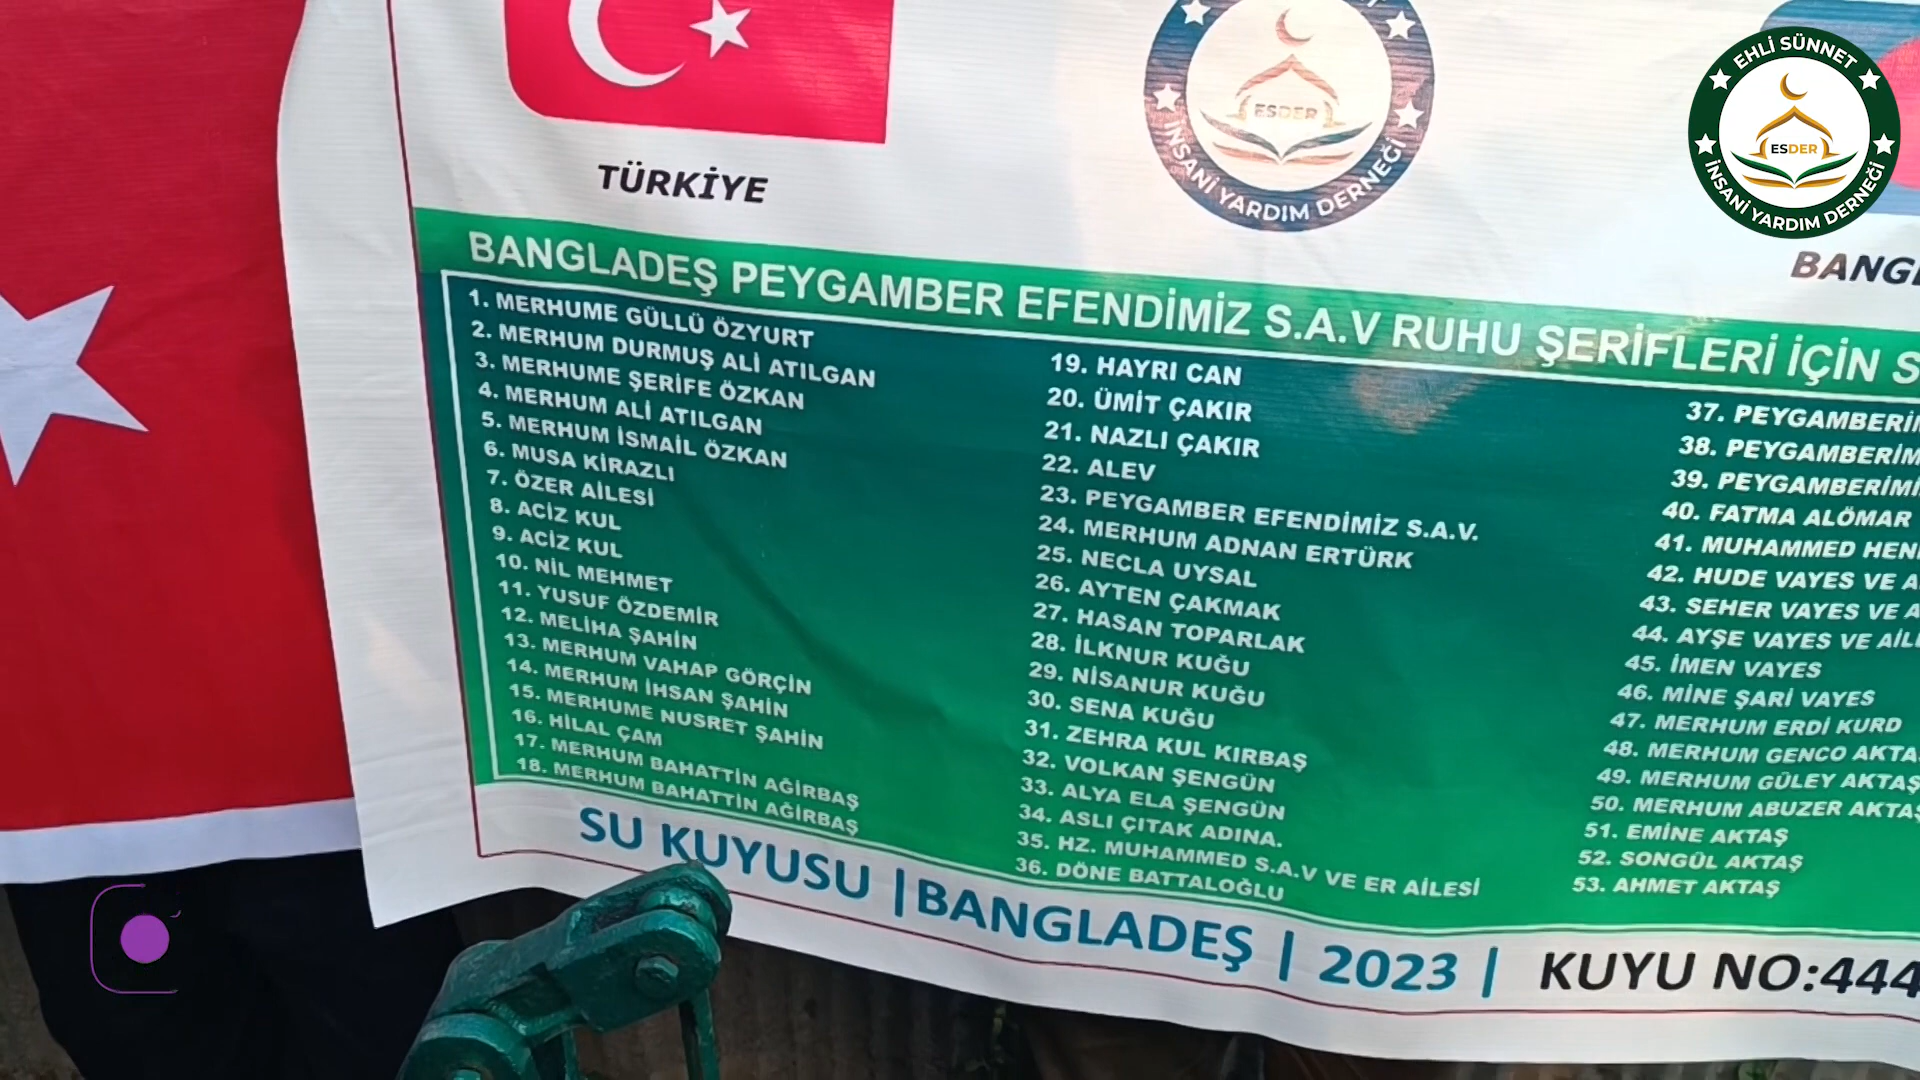 TÜRKİYE
ESDER
İNSANİ YARDIM DERNEĞİ
EHLİ SÜNNET
ESDER
İNSANİ YARDIM DERNEĞİ
BANGLADEŞ PEYGAMBER EFENDİMİZ S.A.V RUHU ŞERİFLERİ İÇİN
1. MERHUME GÜLLÜ ÖZYURT
2. MERHUM DURMUŞ ALİ ATILGAN
3. MERHUME ŞERİFE ÖZKAN
4. MERHUM ALİ ATILGAN
5. MERHUM İSMAİL ÖZKAN
6. MUSA KİRAZLI
7. ÖZER AİLESİ
8. ACİZ KUL
9. ACİZ KUL
10. NİL MEHMET
11. YUSUF ÖZDEMİR
12. MELİHA ŞAHİN
13. MERHUM VAHAP GÖRÇİN
14. MERHUM İHSAN ŞAHİN
15. MERHUME NUSRET ŞAHİN
16. HİLAL ÇAM
17. MERHUM BAHATTİN AĞİRBAŞ
18. MERHUM BAHATTİN AĞİRBAŞ
19. HAYRI CAN
20. ÜMİT ÇAKIR
21. NAZLI ÇAKIR
22. ALEV
23. PEYGAMBER EFENDİMİZ S.A.V.
24. MERHUM ADNAN ERTÜRK
25. NECLA UYSAL
26. AYTEN ÇAKMAK
27. HASAN TOPARLAK
28. İLKNUR KUĞU
29. NİSANUR KUĞU
30. SENA KUĞU
31. ZEHRA KUL KIRBAŞ
32. VOLKAN ŞENGÜN
33. ALYA ELA ŞENGÜN
34. ASLI ÇITAK ADINA.
35. HZ. MUHAMMED S.A.V VE ER AİLESİ
36. DÖNE BATTALOĞLU
37.
38.
39.
40. FATMA ALÖMAR
41. MUHAMMED
42. HUDE VAYES VE
43. SEHER VAYES VE
44. AYŞE VAYES VE
45. İMEN VAYES
46. MİNE ŞARİ VAYES
47. MERHUM ERDİ KURD
48. MERHUM GENCO
49. MERHUM GÜLEY AKTAŞ
50. MERHUM ABUZER AKTAŞ
51. EMİNE AKTAŞ
52. SONGÜL AKTAŞ
53. AHMET AKTAŞ
SU KUYUSU | BANGLADEŞ | 2023 | KUYU NO:444